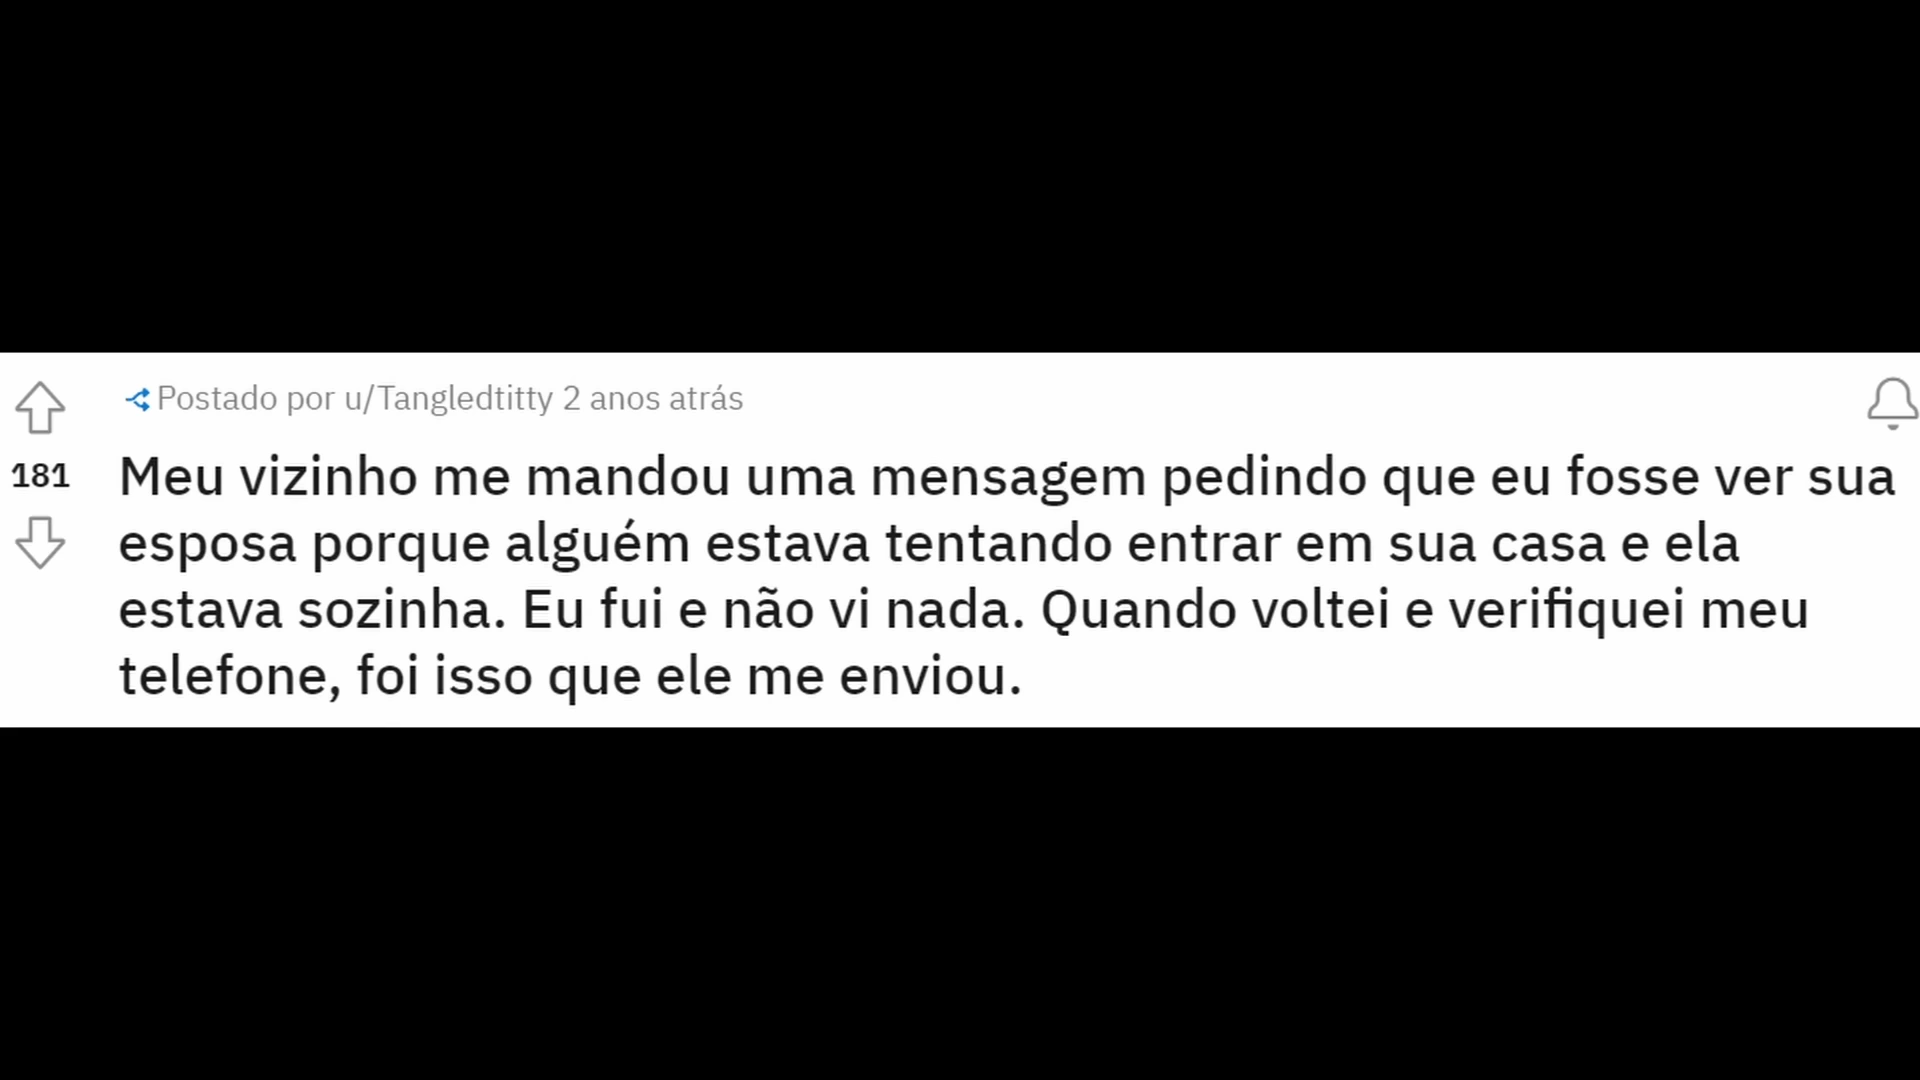 Postado por u/Tangledtitty 2 anos atrás
181
Meu vizinho me mandou uma mensagem pedindo que eu fosse ver sua
esposa porque alguém estava tentando entrar em sua casa e ela
estava sozinha. Eu fui e não vi nada. Quando voltei e verifiquei meu
telefone, foi isso que ele me enviou.